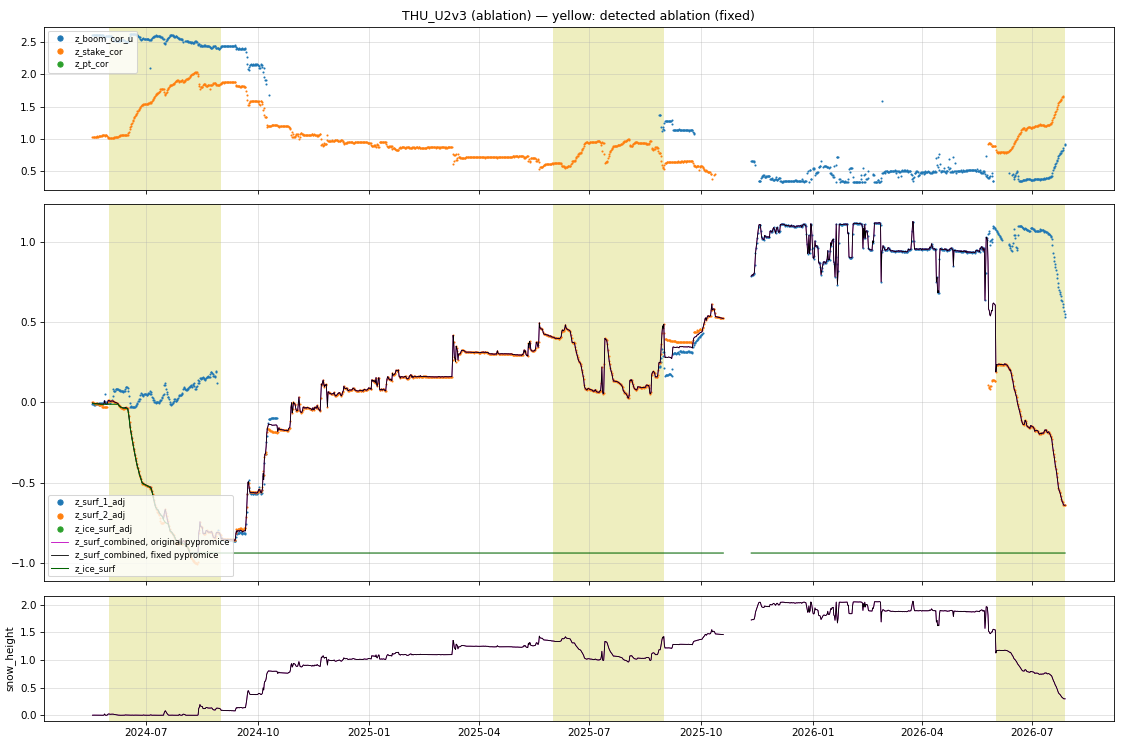 THU_U2v3 (ablation) — yellow: detected ablation (fixed)
2.5
2.0
1.5
1.0
0.5
z_boom_cor_u
z_stake_cor
z_pt_cor
1.0
0.5
0.0
−0.5
−1.0
z_surf_1_adj
z_surf_2_adj
z_ice_surf_adj
z_surf_combined, original pypromice
z_surf_combined, fixed pypromice
z_ice_surf
snow_height
2.0
1.5
1.0
0.5
0.0
2024-07 2024-10 2025-01 2025-04 2025-07 2025-10 2026-01 2026-04 2026-07